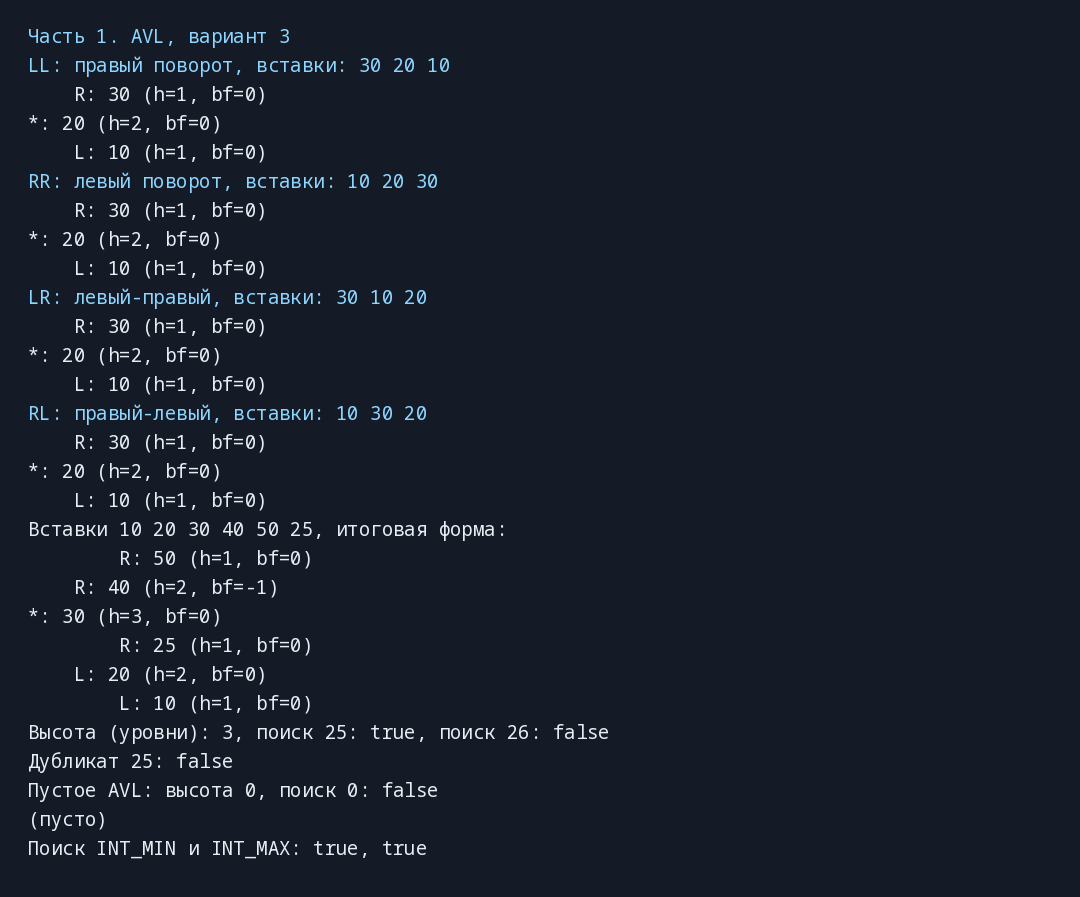 Часть 1. AVL, вариант 3
LL: правый поворот, вставки: 30 20 10
    R: 30 (h=1, bf=0)
*: 20 (h=2, bf=0)
    L: 10 (h=1, bf=0)
RR: левый поворот, вставки: 10 20 30
    R: 30 (h=1, bf=0)
*: 20 (h=2, bf=0)
    L: 10 (h=1, bf=0)
LR: левый-правый, вставки: 30 10 20
    R: 30 (h=1, bf=0)
*: 20 (h=2, bf=0)
    L: 10 (h=1, bf=0)
RL: правый-левый, вставки: 10 30 20
    R: 30 (h=1, bf=0)
*: 20 (h=2, bf=0)
    L: 10 (h=1, bf=0)
Вставки 10 20 30 40 50 25, итоговая форма:
        R: 50 (h=1, bf=0)
    R: 40 (h=2, bf=-1)
*: 30 (h=3, bf=0)
        R: 25 (h=1, bf=0)
    L: 20 (h=2, bf=0)
        L: 10 (h=1, bf=0)
Высота (уровни): 3, поиск 25: true, поиск 26: false
Дубликат 25: false
Пустое AVL: высота 0, поиск 0: false
(пусто)
Поиск INT_MIN и INT_MAX: true, true